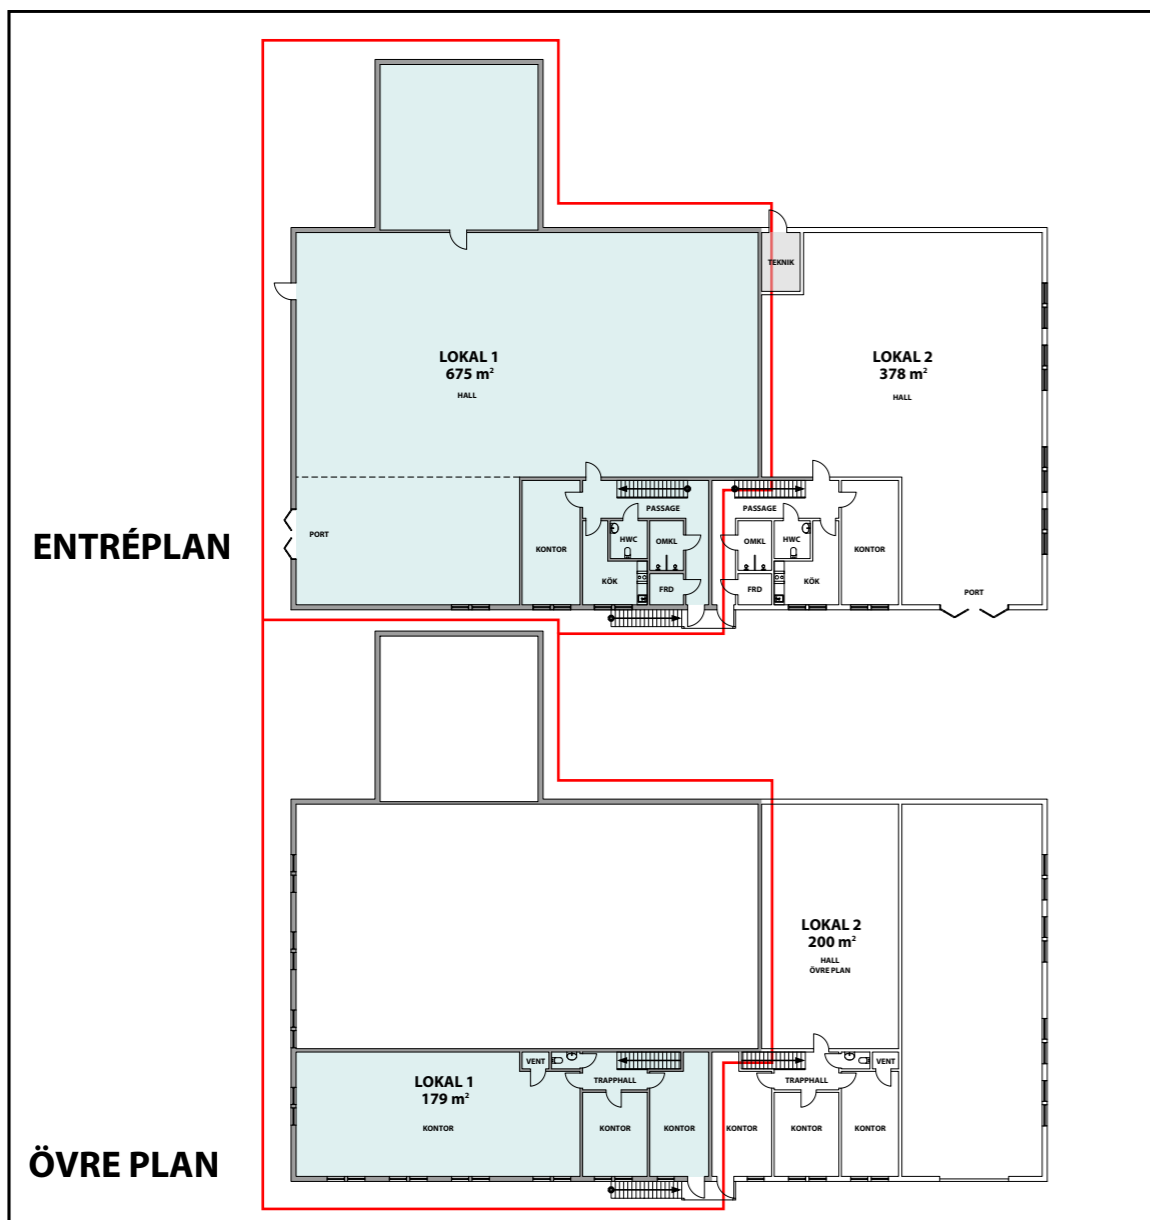 TEKNIK
LOKAL 1
675 m²
HALL
LOKAL 2
378 m²
HALL
PASSAGE
PASSAGE
PORT
HWC
OMKL
OMKL
HWC
KONTOR
KONTOR
KÖK
FRD
FRD
KÖK
PORT
ENTRÉPLAN
LOKAL 2
200 m²
HALL
ÖVRE PLAN
VENT
VENT
TRAPPHALL
TRAPPHALL
LOKAL 1
179 m²
KONTOR
KONTOR
KONTOR
KONTOR
KONTOR
KONTOR
ÖVRE PLAN